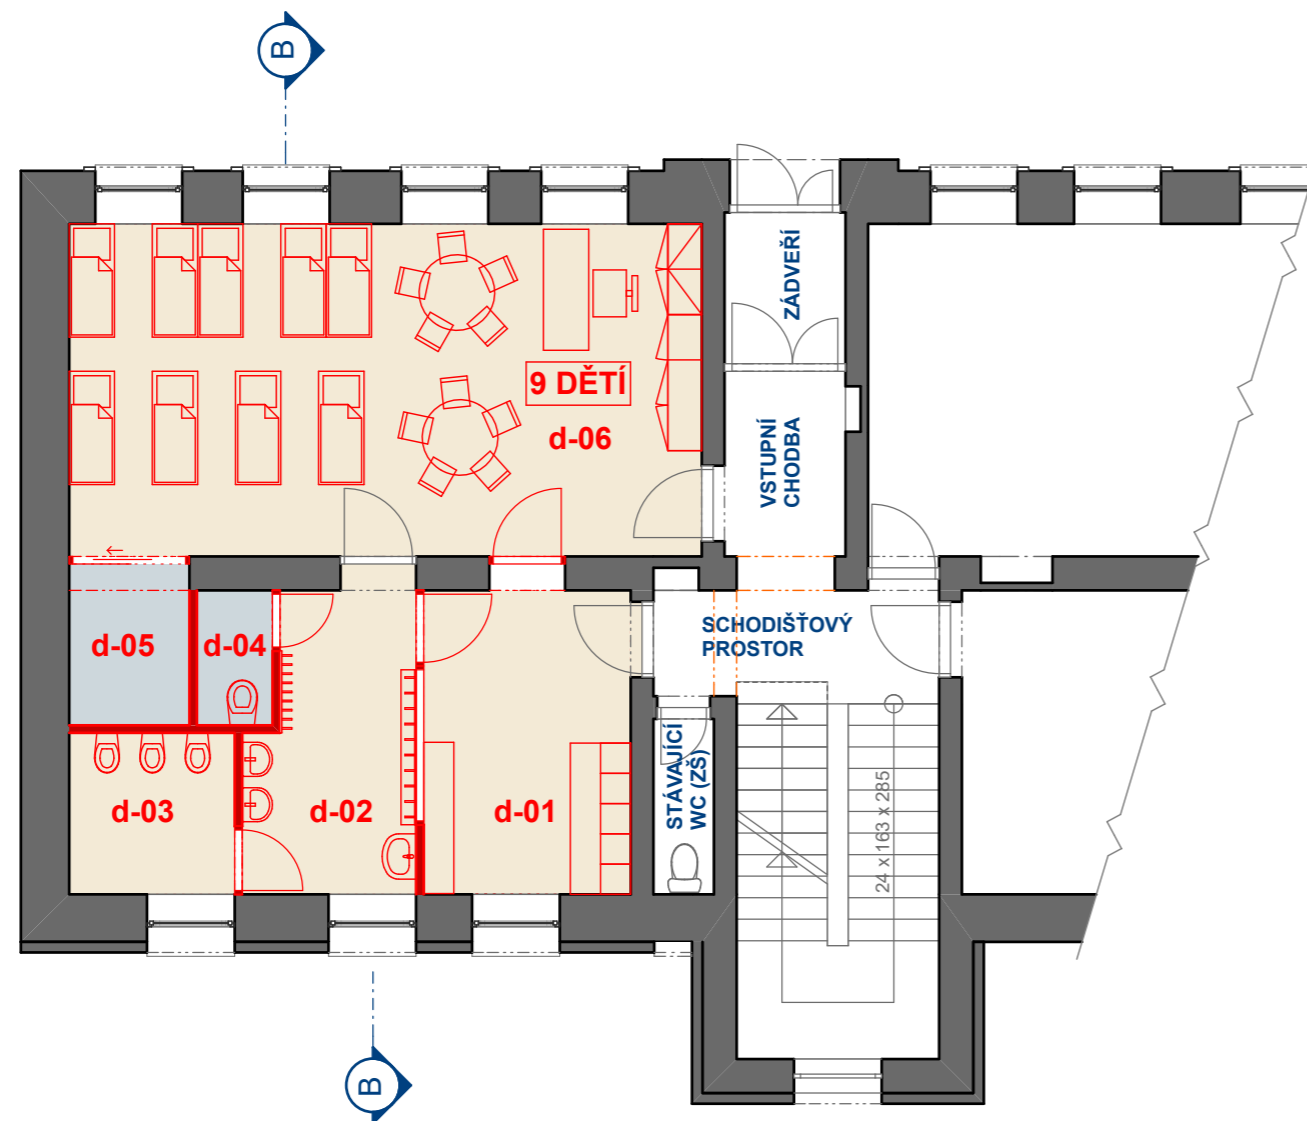 B
ZÁDVEŘÍ
9 DĚTÍ
d-06
VSTUPNÍ
CHODBA
SCHODIŠŤOVÝ
PROSTOR
d-05
d-04
d-03
d-02
d-01
STÁVAJÍCÍ
WC (ZŠ)
24 x 163 x 285
B